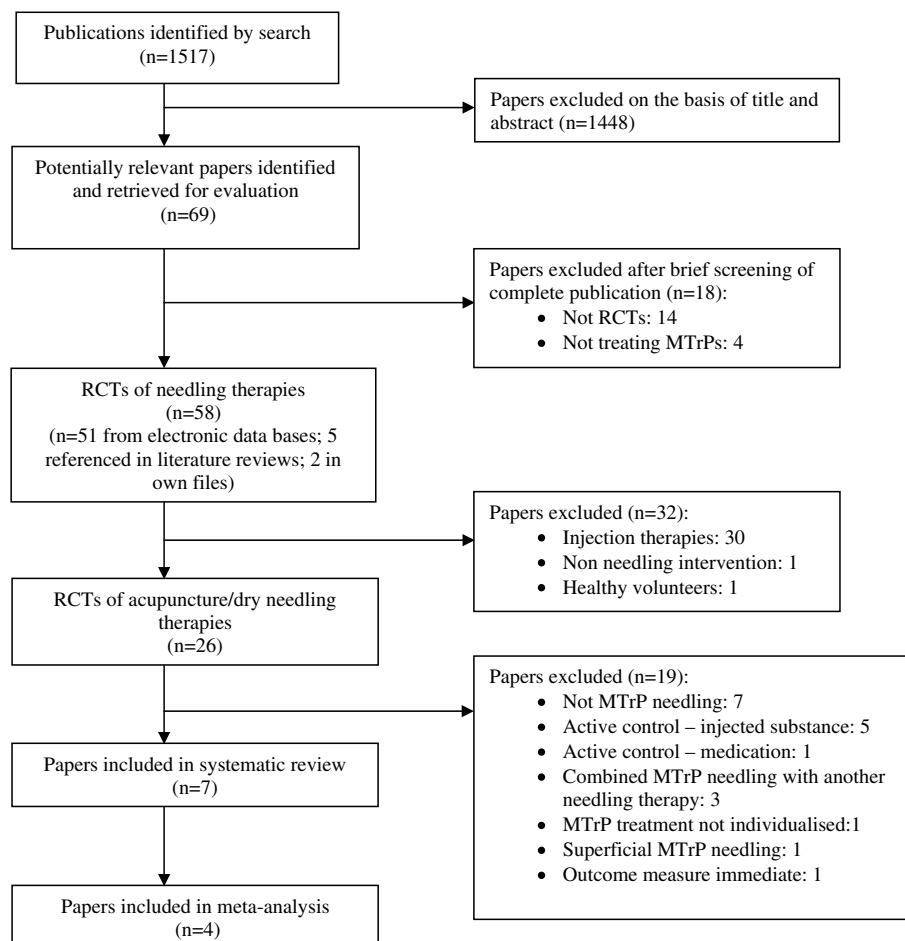 Publications identified by search
(n=1517)
Papers excluded on the basis of title and
abstract (n=1448)
Potentially relevant papers identified
and retrieved for evaluation
(n=69)
Papers excluded after brief screening of
complete publication (n=18):
• Not RCTs: 14
• Not treating MTrPs: 4
RCTs of needling therapies
(n=58)
(n=51 from electronic data bases; 5
referenced in literature reviews; 2 in
own files)
Papers excluded (n=32):
• Injection therapies: 30
• Non needling intervention: 1
• Healthy volunteers: 1
RCTs of acupuncture/dry needling
therapies
(n=26)
Papers excluded (n=19):
• Not MTrP needling: 7
• Active control – injected substance: 5
• Active control – medication: 1
• Combined MTrP needling with another
needling therapy: 3
• MTrP treatment not individualised:1
• Superficial MTrP needling: 1
• Outcome measure immediate: 1
Papers included in systematic review
(n=7)
Papers included in meta-analysis
(n=4)